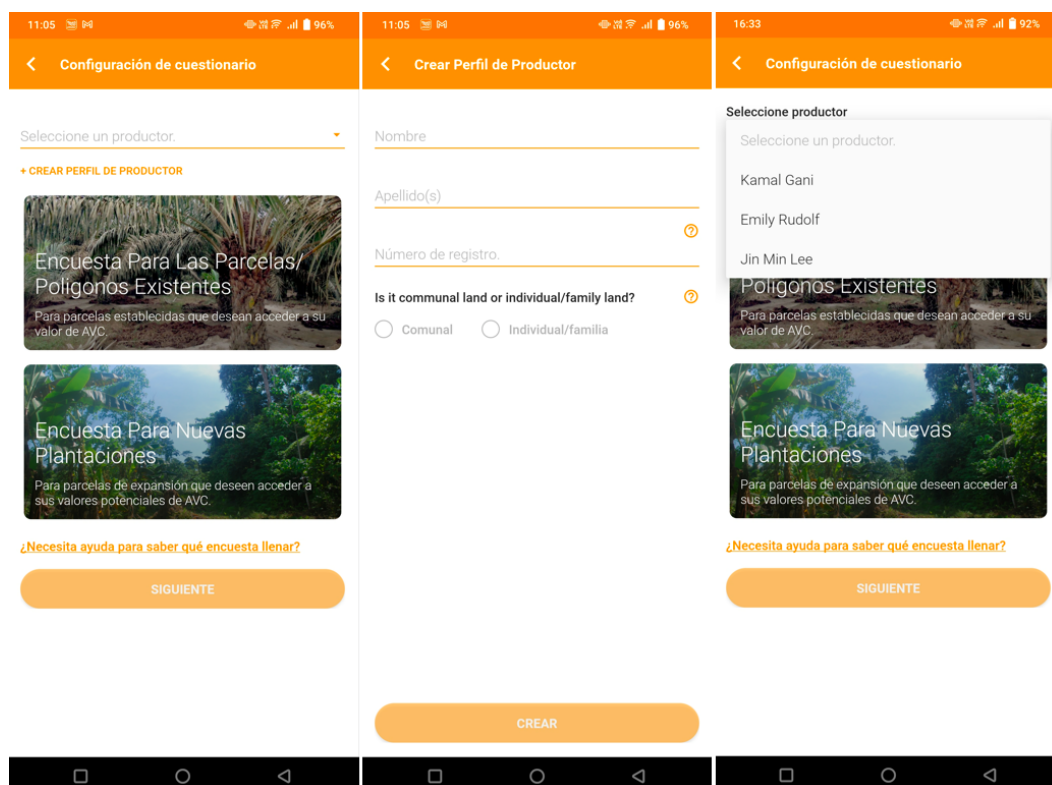 11:05
96%
Configuración de cuestionario
Seleccione un productor.
+ CREAR PERFIL DE PRODUCTOR
Encuesta Para Las Parcelas/
Polígonos Existentes
Para parcelas establecidas que desean acceder a su
valor de AVC.
Encuesta Para Nuevas
Plantaciones
Para parcelas de expansión que deseen acceder a
sus valores potenciales de AVC.
¿Necesita ayuda para saber qué encuesta llenar?
SIGUIENTE
11:05
96%
Crear Perfil de Productor
Nombre
Apellido(s)
Número de registro.
Is it communal land or individual/family land?
Comunal
Individual/familia
CREAR
16:33
92%
Configuración de cuestionario
Seleccione productor
Seleccione un productor.
Kamal Gani
Emily Rudolf
Jin Min Lee
Polígonos Existentes
Para parcelas establecidas que desean acceder a su
valor de AVC.
Encuesta Para Nuevas
Plantaciones
Para parcelas de expansión que deseen acceder a
sus valores potenciales de AVC.
¿Necesita ayuda para saber qué encuesta llenar?
SIGUIENTE